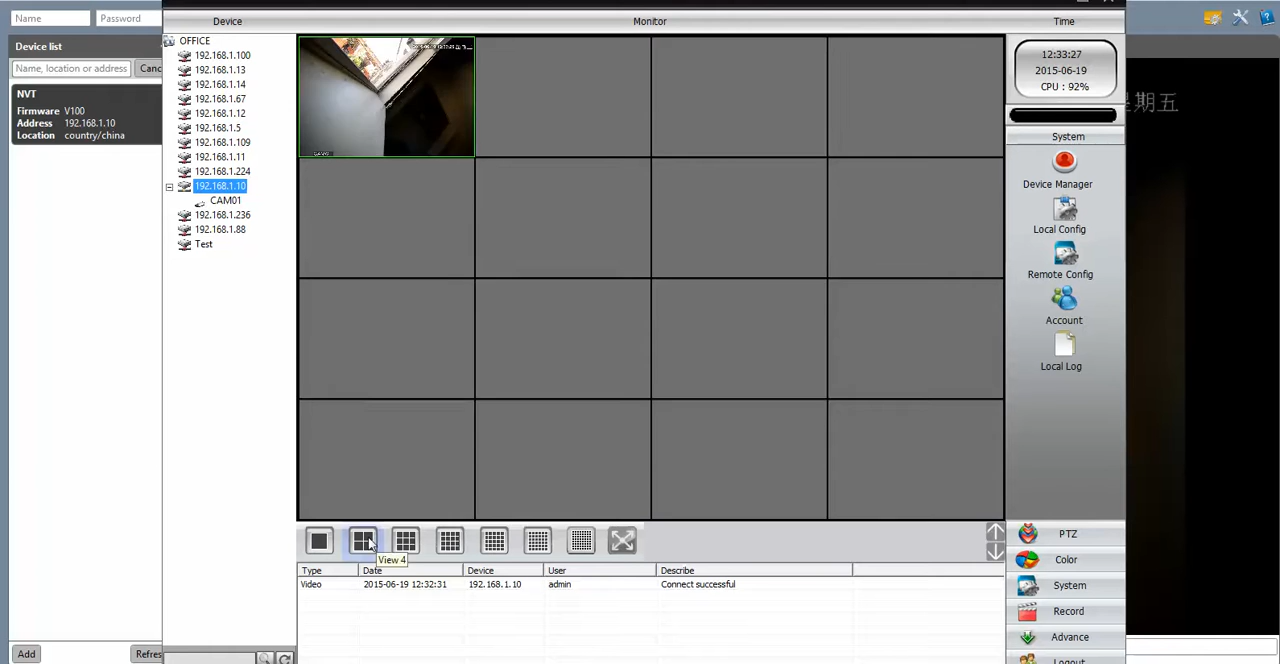 Name
Password
Device list
Name, location or address
Canc
NVT
Firmware V100
Address 192.168.1.10
Location country/china
Add
Refres
Device
Monitor
Time
OFFICE
192.168.1.100
192.168.1.13
192.168.1.14
192.168.1.67
192.168.1.12
192.168.1.5
192.168.1.109
192.168.1.11
192.168.1.224
192.168.1.10
CAM01
192.168.1.236
192.168.1.88
Test
12:33:27
2015-06-19
CPU : 92%
System
Device Manager
Local Config
Remote Config
Account
Local Log
PTZ
Color
System
Record
Advance
Logout
View 4
Type Date Device User Describe
Video 2015-06-19 12:32:31 192.168.1.10 admin Connect successful
期五